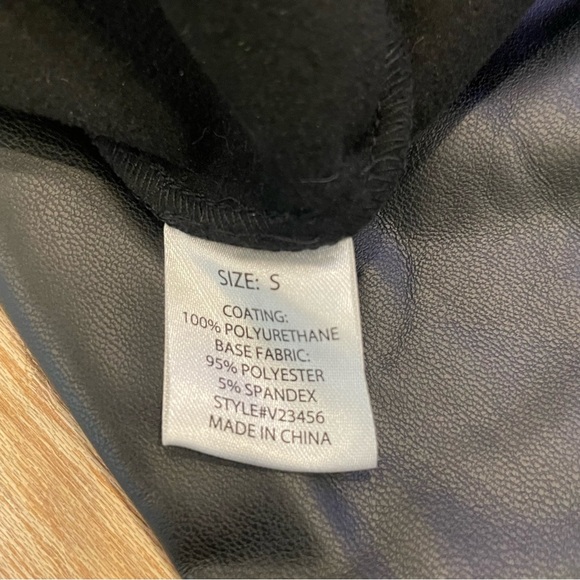 SIZE: S
COATING:
100% POLYURETHANE
BASE FABRIC:
95% POLYESTER
5% SPANDEX
STYLE#V23456
MADE IN CHINA